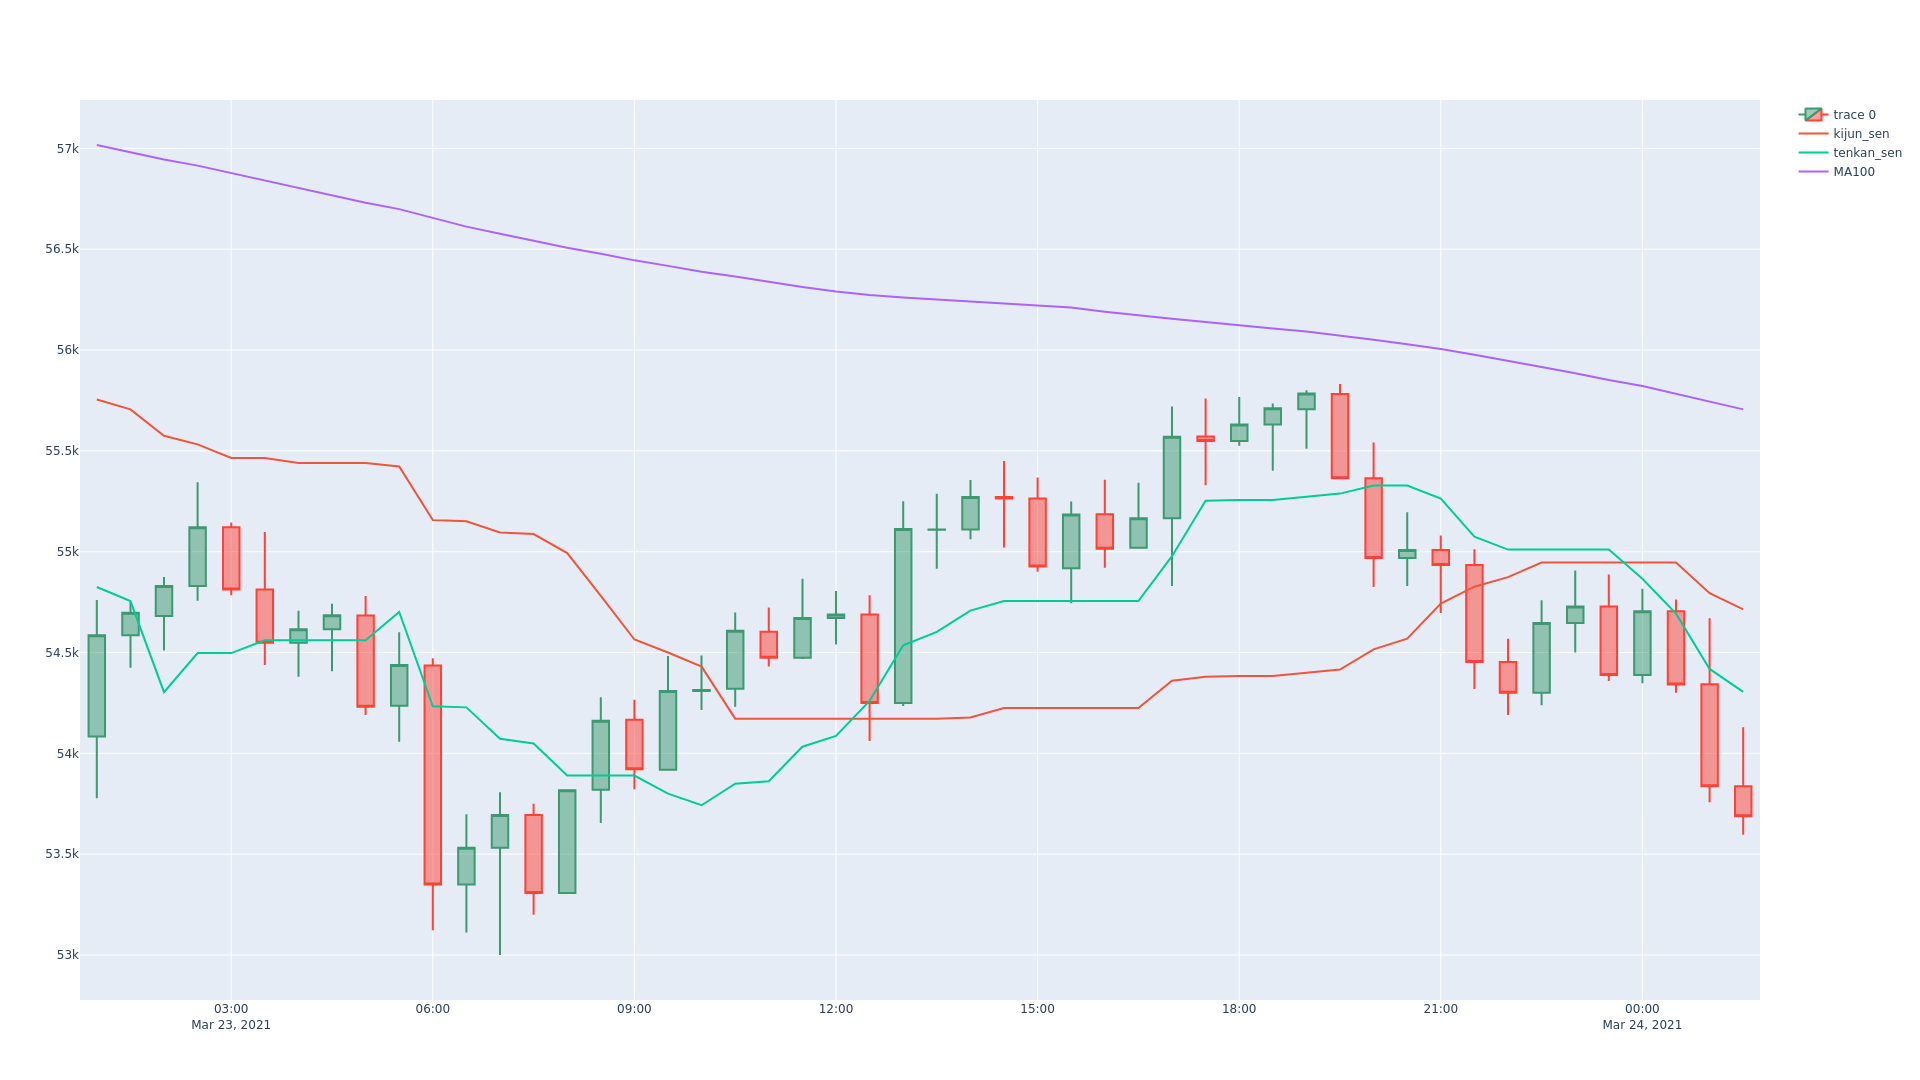 trace 0
kijun_sen
tenkan_sen
MA100
57k
56.5k
56k
55.5k
55k
54.5k
54k
53.5k
53k
03:00 06:00 09:00 12:00 15:00 18:00 21:00 00:00
Mar 23, 2021 Mar 24, 2021